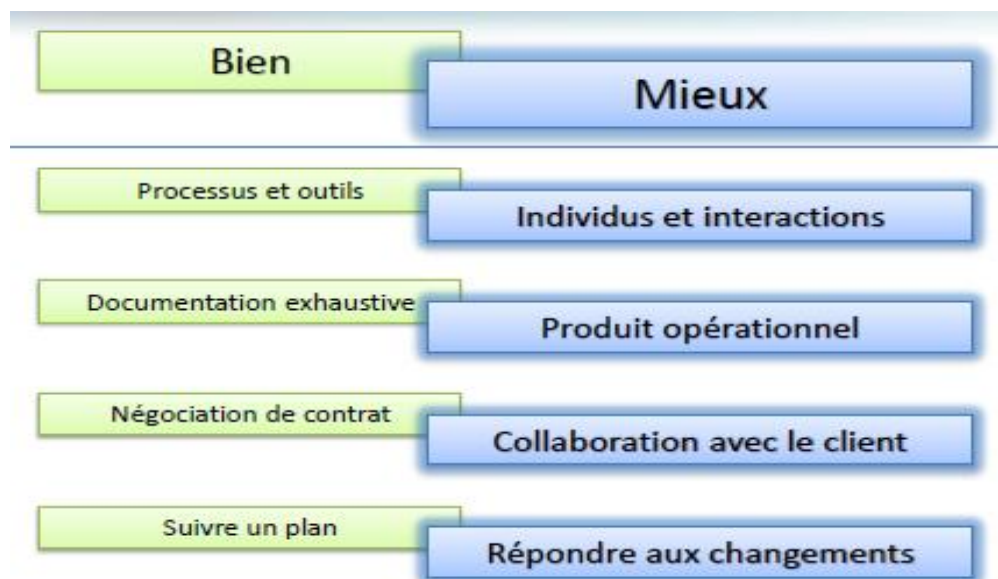 Bien
Mieux
Processus et outils
Individus et interactions
Documentation exhaustive
Produit opérationnel
Négociation de contrat
Collaboration avec le client
Suivre un plan
Répondre aux changements